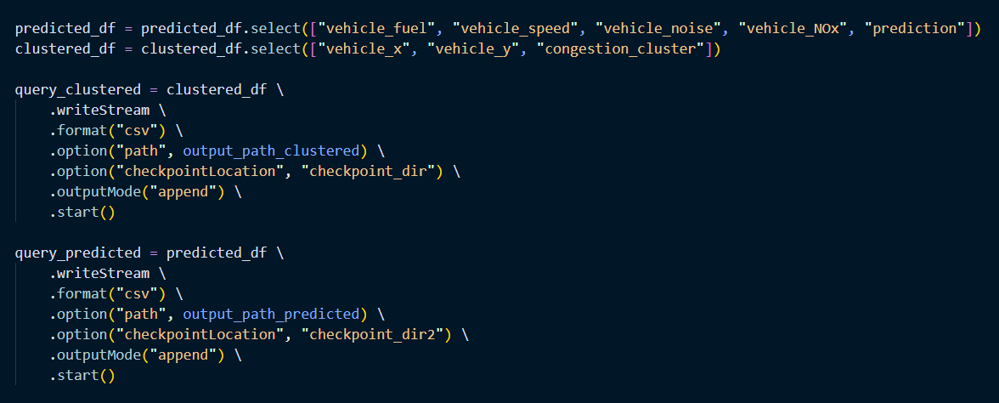 predicted_df = predicted_df.select(["vehicle_fuel", "vehicle_speed", "vehicle_noise", "vehicle_NOx", "prediction"])
clustered_df = clustered_df.select(["vehicle_x", "vehicle_y", "congestion_cluster"])

query_clustered = clustered_df \
    .writeStream \
    .format("csv") \
    .option("path", output_path_clustered) \
    .option("checkpointLocation", "checkpoint_dir") \
    .outputMode("append") \
    .start()

query_predicted = predicted_df \
    .writeStream \
    .format("csv") \
    .option("path", output_path_predicted) \
    .option("checkpointLocation", "checkpoint_dir2") \
    .outputMode("append") \
    .start()